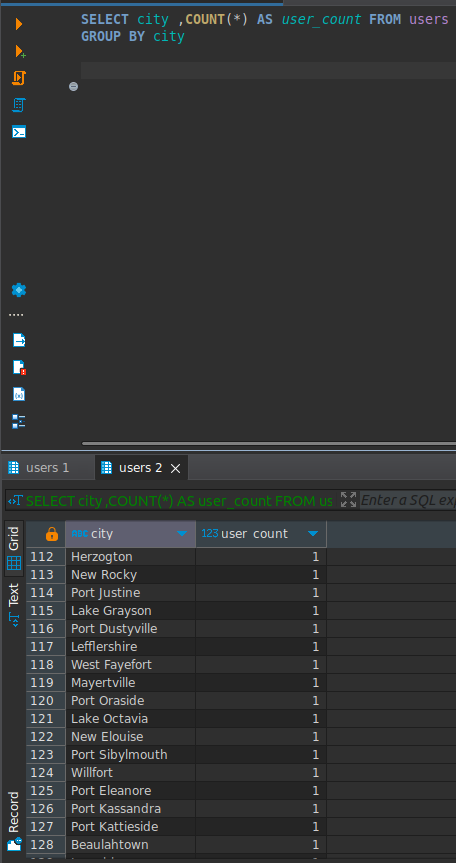 SELECT city ,COUNT(*) AS user_count FROM users
GROUP BY city
users 1
users 2
SELECT city ,COUNT(*) AS user_count FROM us
Enter a SQL exp
Grid
Text
Record
city
123 user_count
112 Herzogton 1
113 New Rocky 1
114 Port Justine 1
115 Lake Grayson 1
116 Port Dustyville 1
117 Lefflershire 1
118 West Fayefort 1
119 Mayertville 1
120 Port Oraside 1
121 Lake Octavia 1
122 New Elouise 1
123 Port Sibylmouth 1
124 Willfort 1
125 Port Eleanore 1
126 Port Kassandra 1
127 Port Kattieside 1
128 Beaulahtown 1